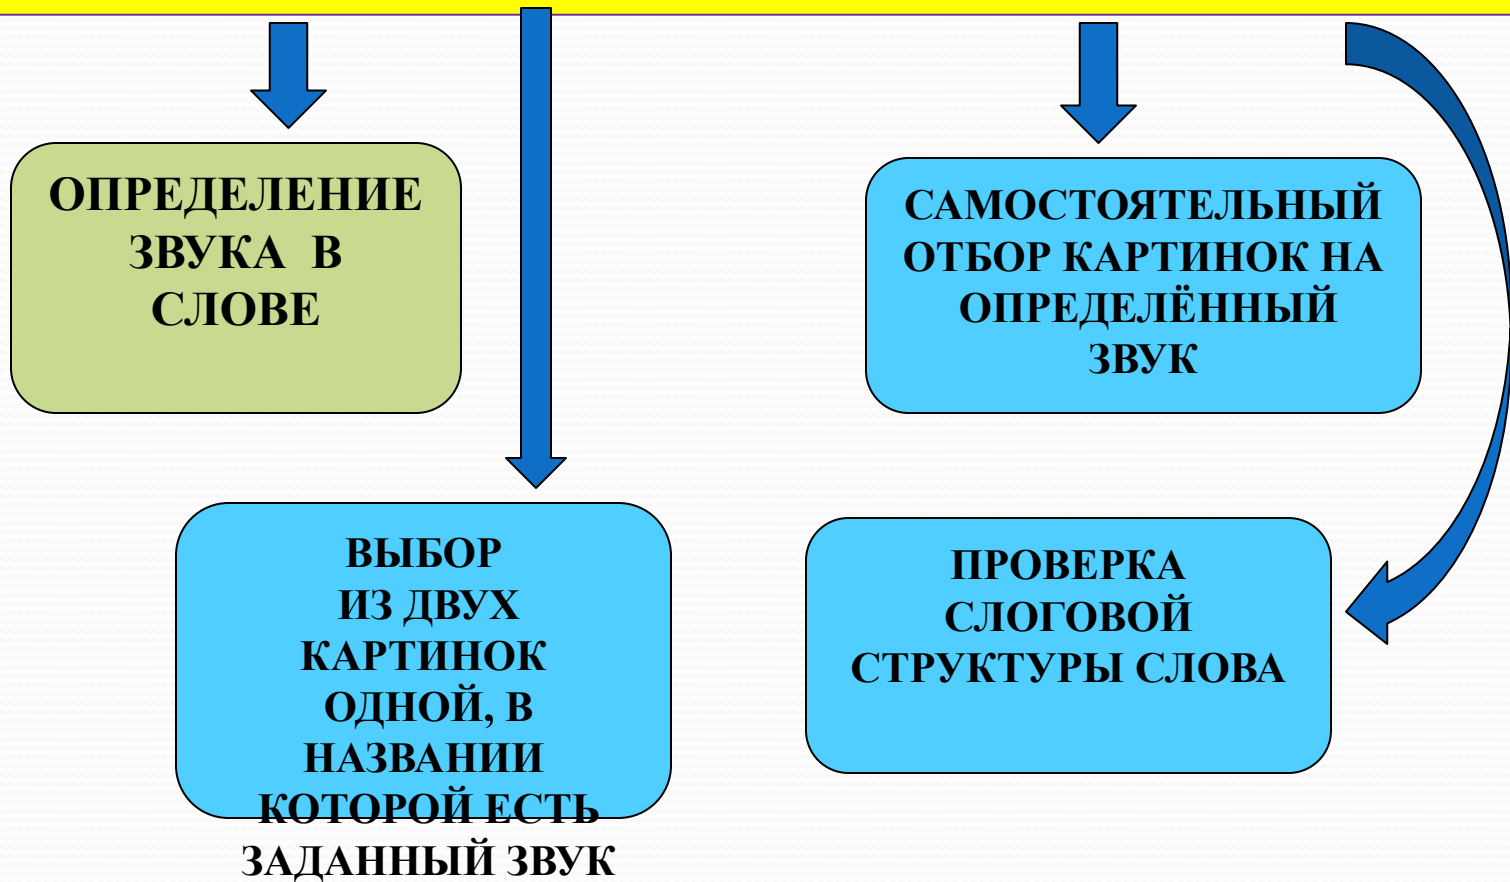 ОПРЕДЕЛЕНИЕ
ЗВУКА В
СЛОВЕ
САМОСТОЯТЕЛЬНЫЙ
ОТБОР КАРТИНОК НА
ОПРЕДЕЛЁННЫЙ
ЗВУК
ВЫБОР
ИЗ ДВУХ
КАРТИНОК
ОДНОЙ, В
НАЗВАНИИ
КОТОРОЙ ЕСТЬ
ЗАДАННЫЙ ЗВУК
ПРОВЕРКА
СЛОГОВОЙ
СТРУКТУРЫ СЛОВА